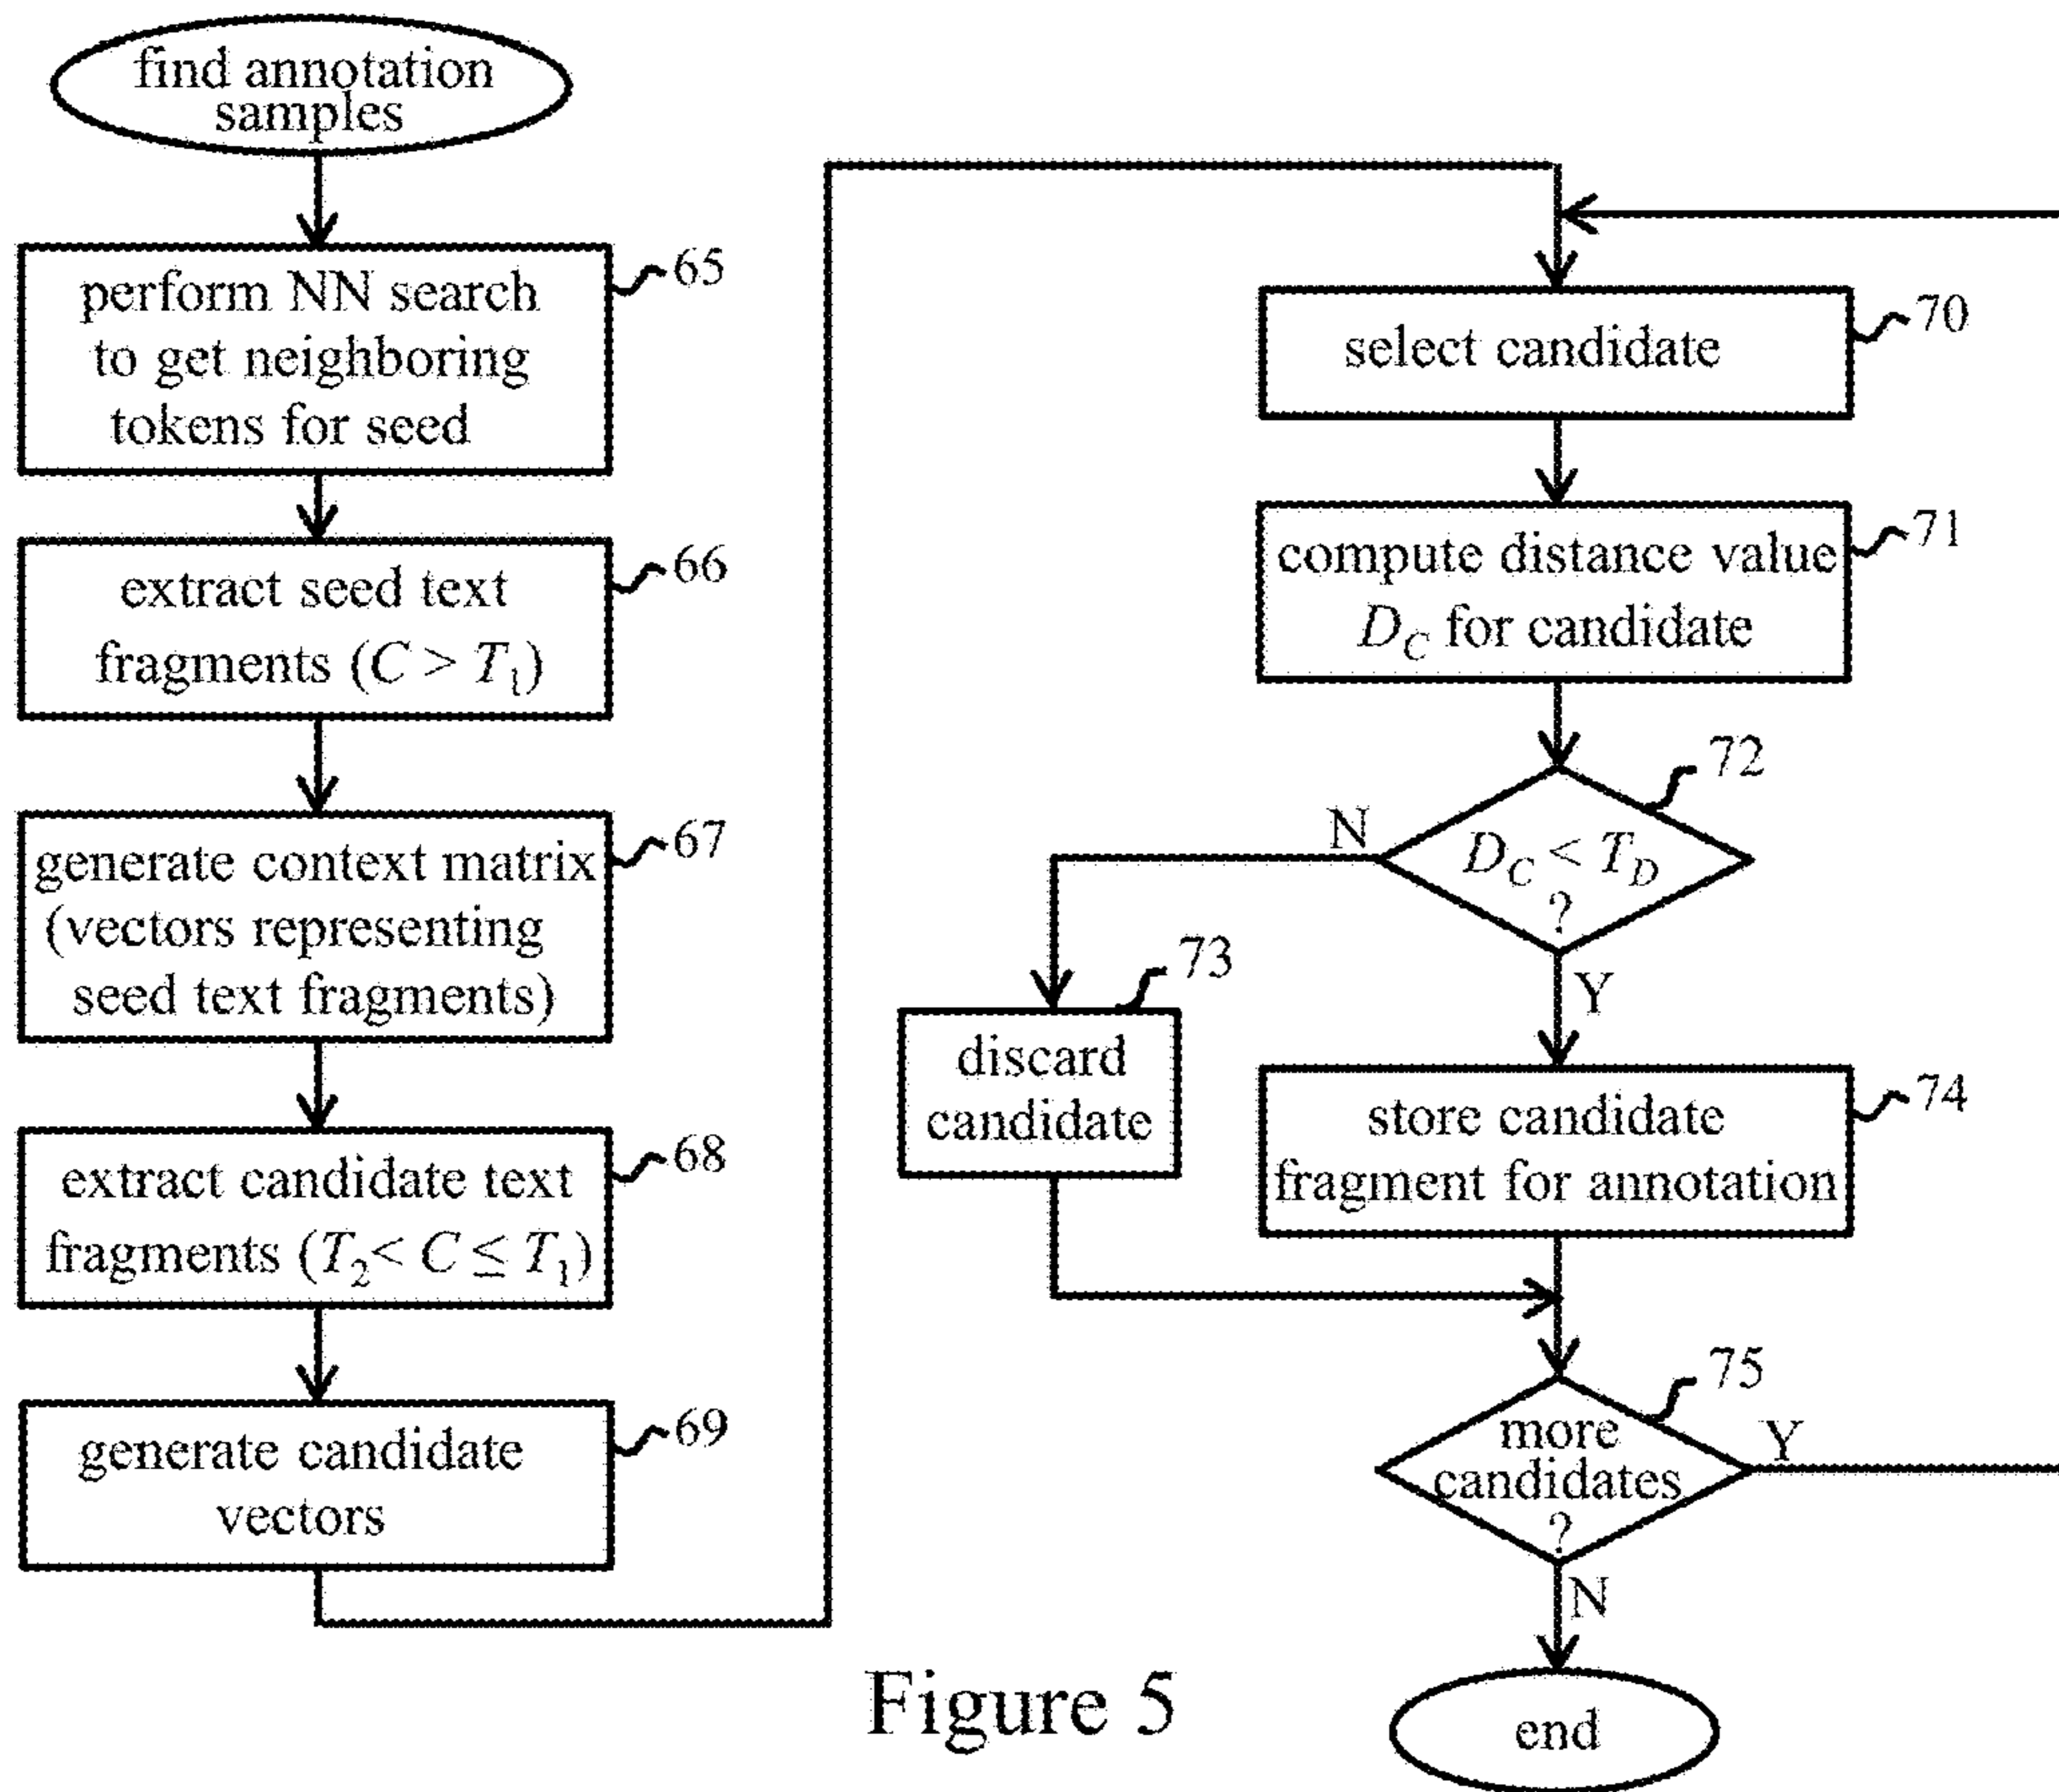 find annotation
samples
perform NN search
to get neighboring
tokens for seed
65
extract seed text
fragments (C > T₁)
66
generate context matrix
(vectors representing
seed text fragments)
67
extract candidate text
fragments (T₂< C ≤ T₁)
68
generate candidate
vectors
69
select candidate
70
compute distance value
D_C for candidate
71
D_C < T_D
?
72
N
Y
discard
candidate
73
store candidate
fragment for annotation
74
more
candidates
?
75
Y
N
end
Figure 5